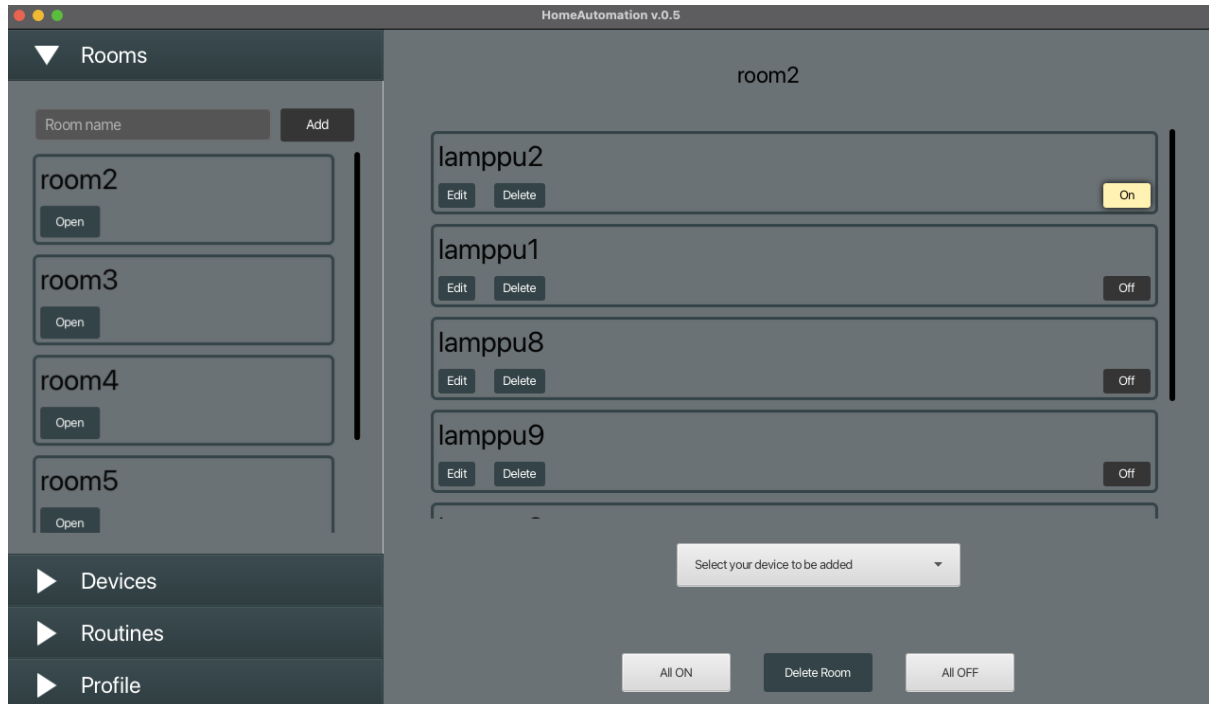 HomeAutomation v.0.5
Rooms
Room name
Add
room2
Open
room3
Open
room4
Open
room5
Open
Devices
Routines
Profile
room2
lamppu2
Edit Delete On
lamppu1
Edit Delete Off
lamppu8
Edit Delete Off
lamppu9
Edit Delete Off
Select your device to be added
All ON Delete Room All OFF